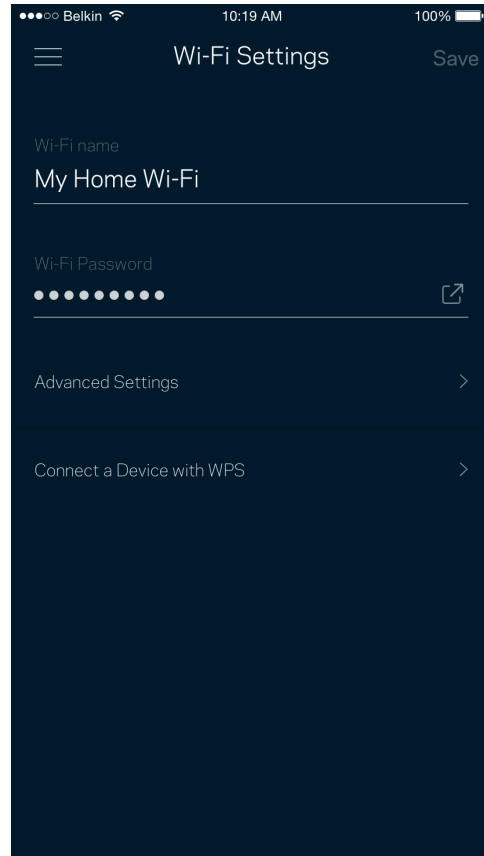 Belkin 10:19 AM 100%
Wi-Fi Settings Save
Wi-Fi name
My Home Wi-Fi
Wi-Fi Password
●●●●●●●●●
Advanced Settings
Connect a Device with WPS